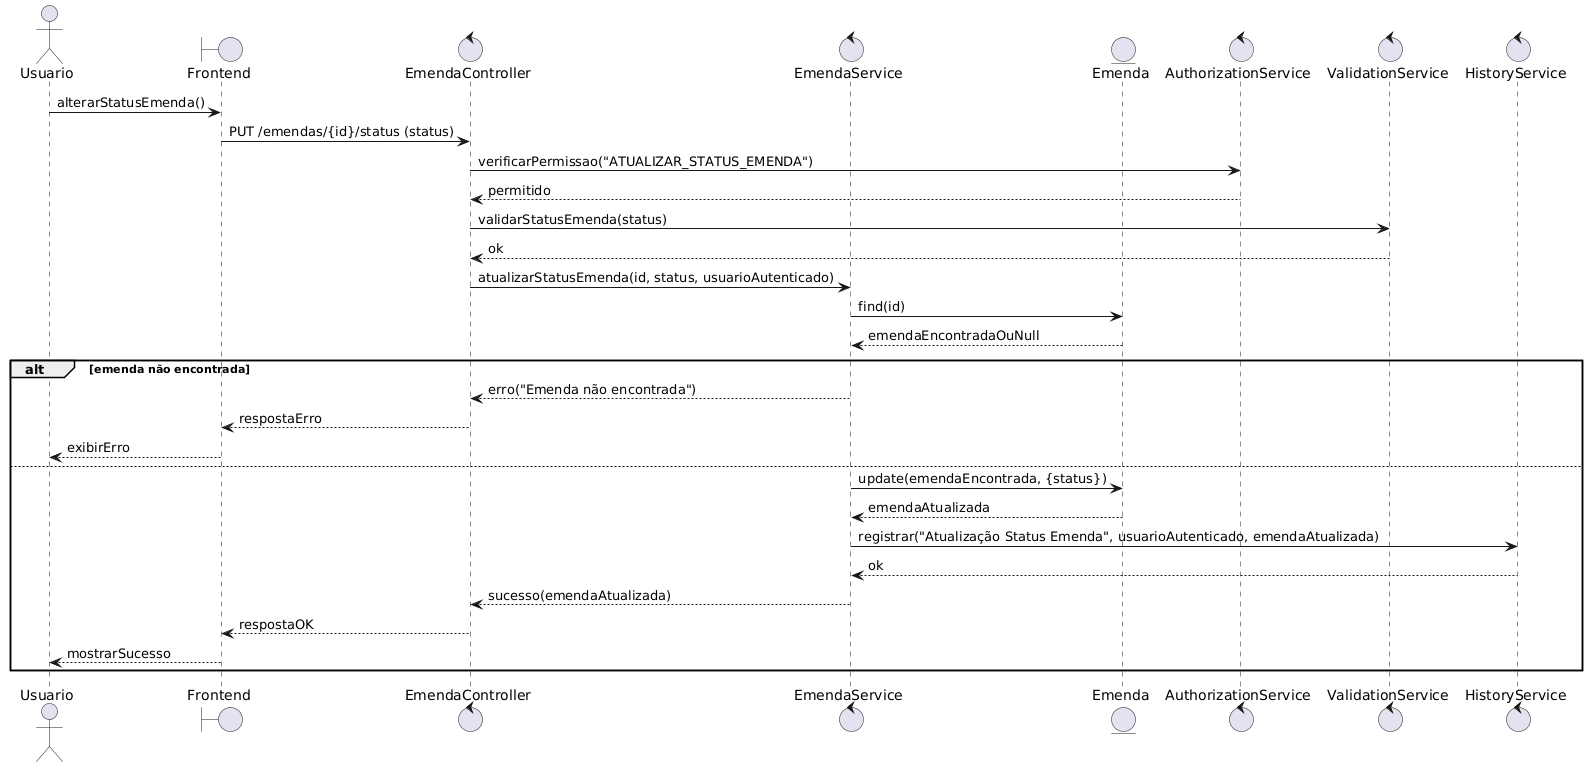 Usuario Frontend EmendaController EmendaService Emenda AuthorizationService ValidationService HistoryService
alterarStatusEmenda()
PUT /emendas/{id}/status (status)
verificarPermissao("ATUALIZAR_STATUS_EMENDA")
permitido
validarStatusEmenda(status)
ok
atualizarStatusEmenda(id, status, usuarioAutenticado)
find(id)
emendaEncontradaOuNull
alt [emenda não encontrada]
erro("Emenda não encontrada")
respostaErro
exibirErro
update(emendaEncontrada, {status})
emendaAtualizada
registrar("Atualização Status Emenda", usuarioAutenticado, emendaAtualizada)
ok
sucesso(emendaAtualizada)
respostaOK
mostrarSucesso
Usuario Frontend EmendaController EmendaService Emenda AuthorizationService ValidationService HistoryService